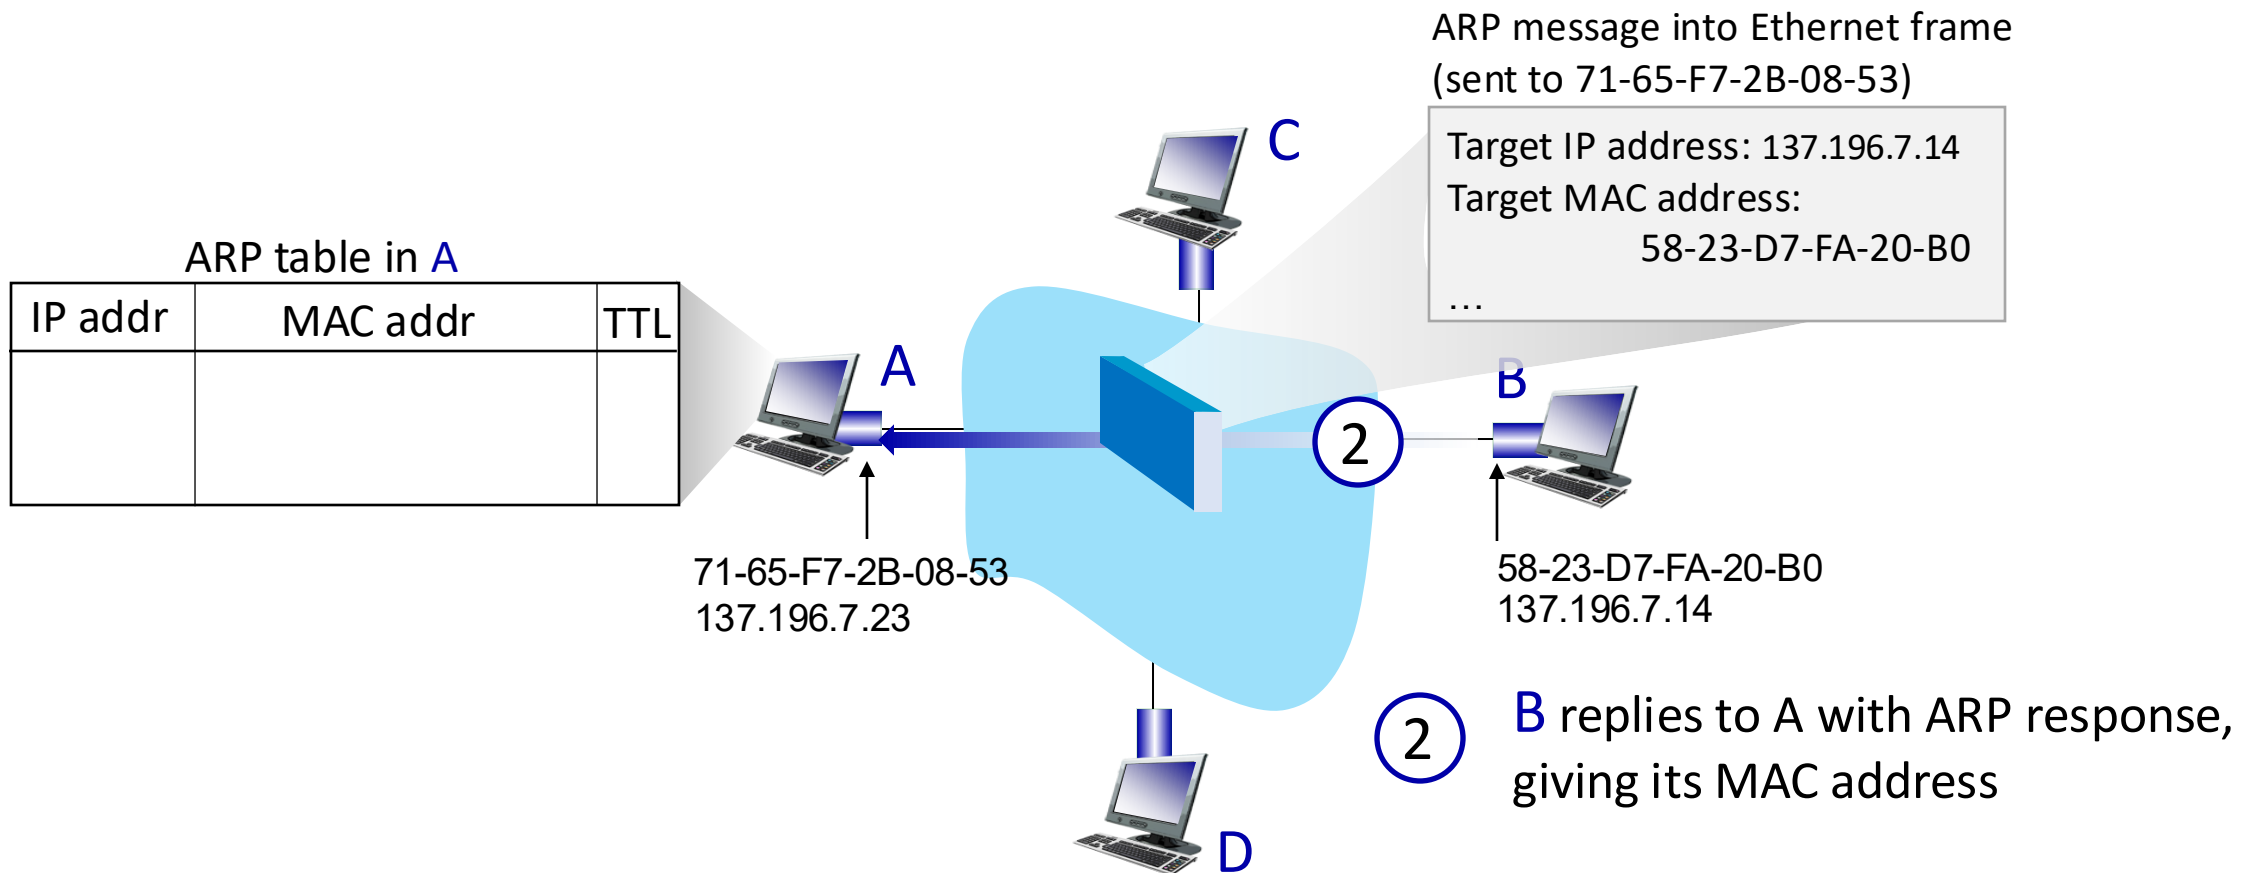 ARP message into Ethernet frame
(sent to 71-65-F7-2B-08-53)
Target IP address: 137.196.7.14
Target MAC address:
58-23-D7-FA-20-B0
...
C
ARP table in A
IP addr MAC addr TTL
A
B
2
71-65-F7-2B-08-53
137.196.7.23
58-23-D7-FA-20-B0
137.196.7.14
2 B replies to A with ARP response,
giving its MAC address
D